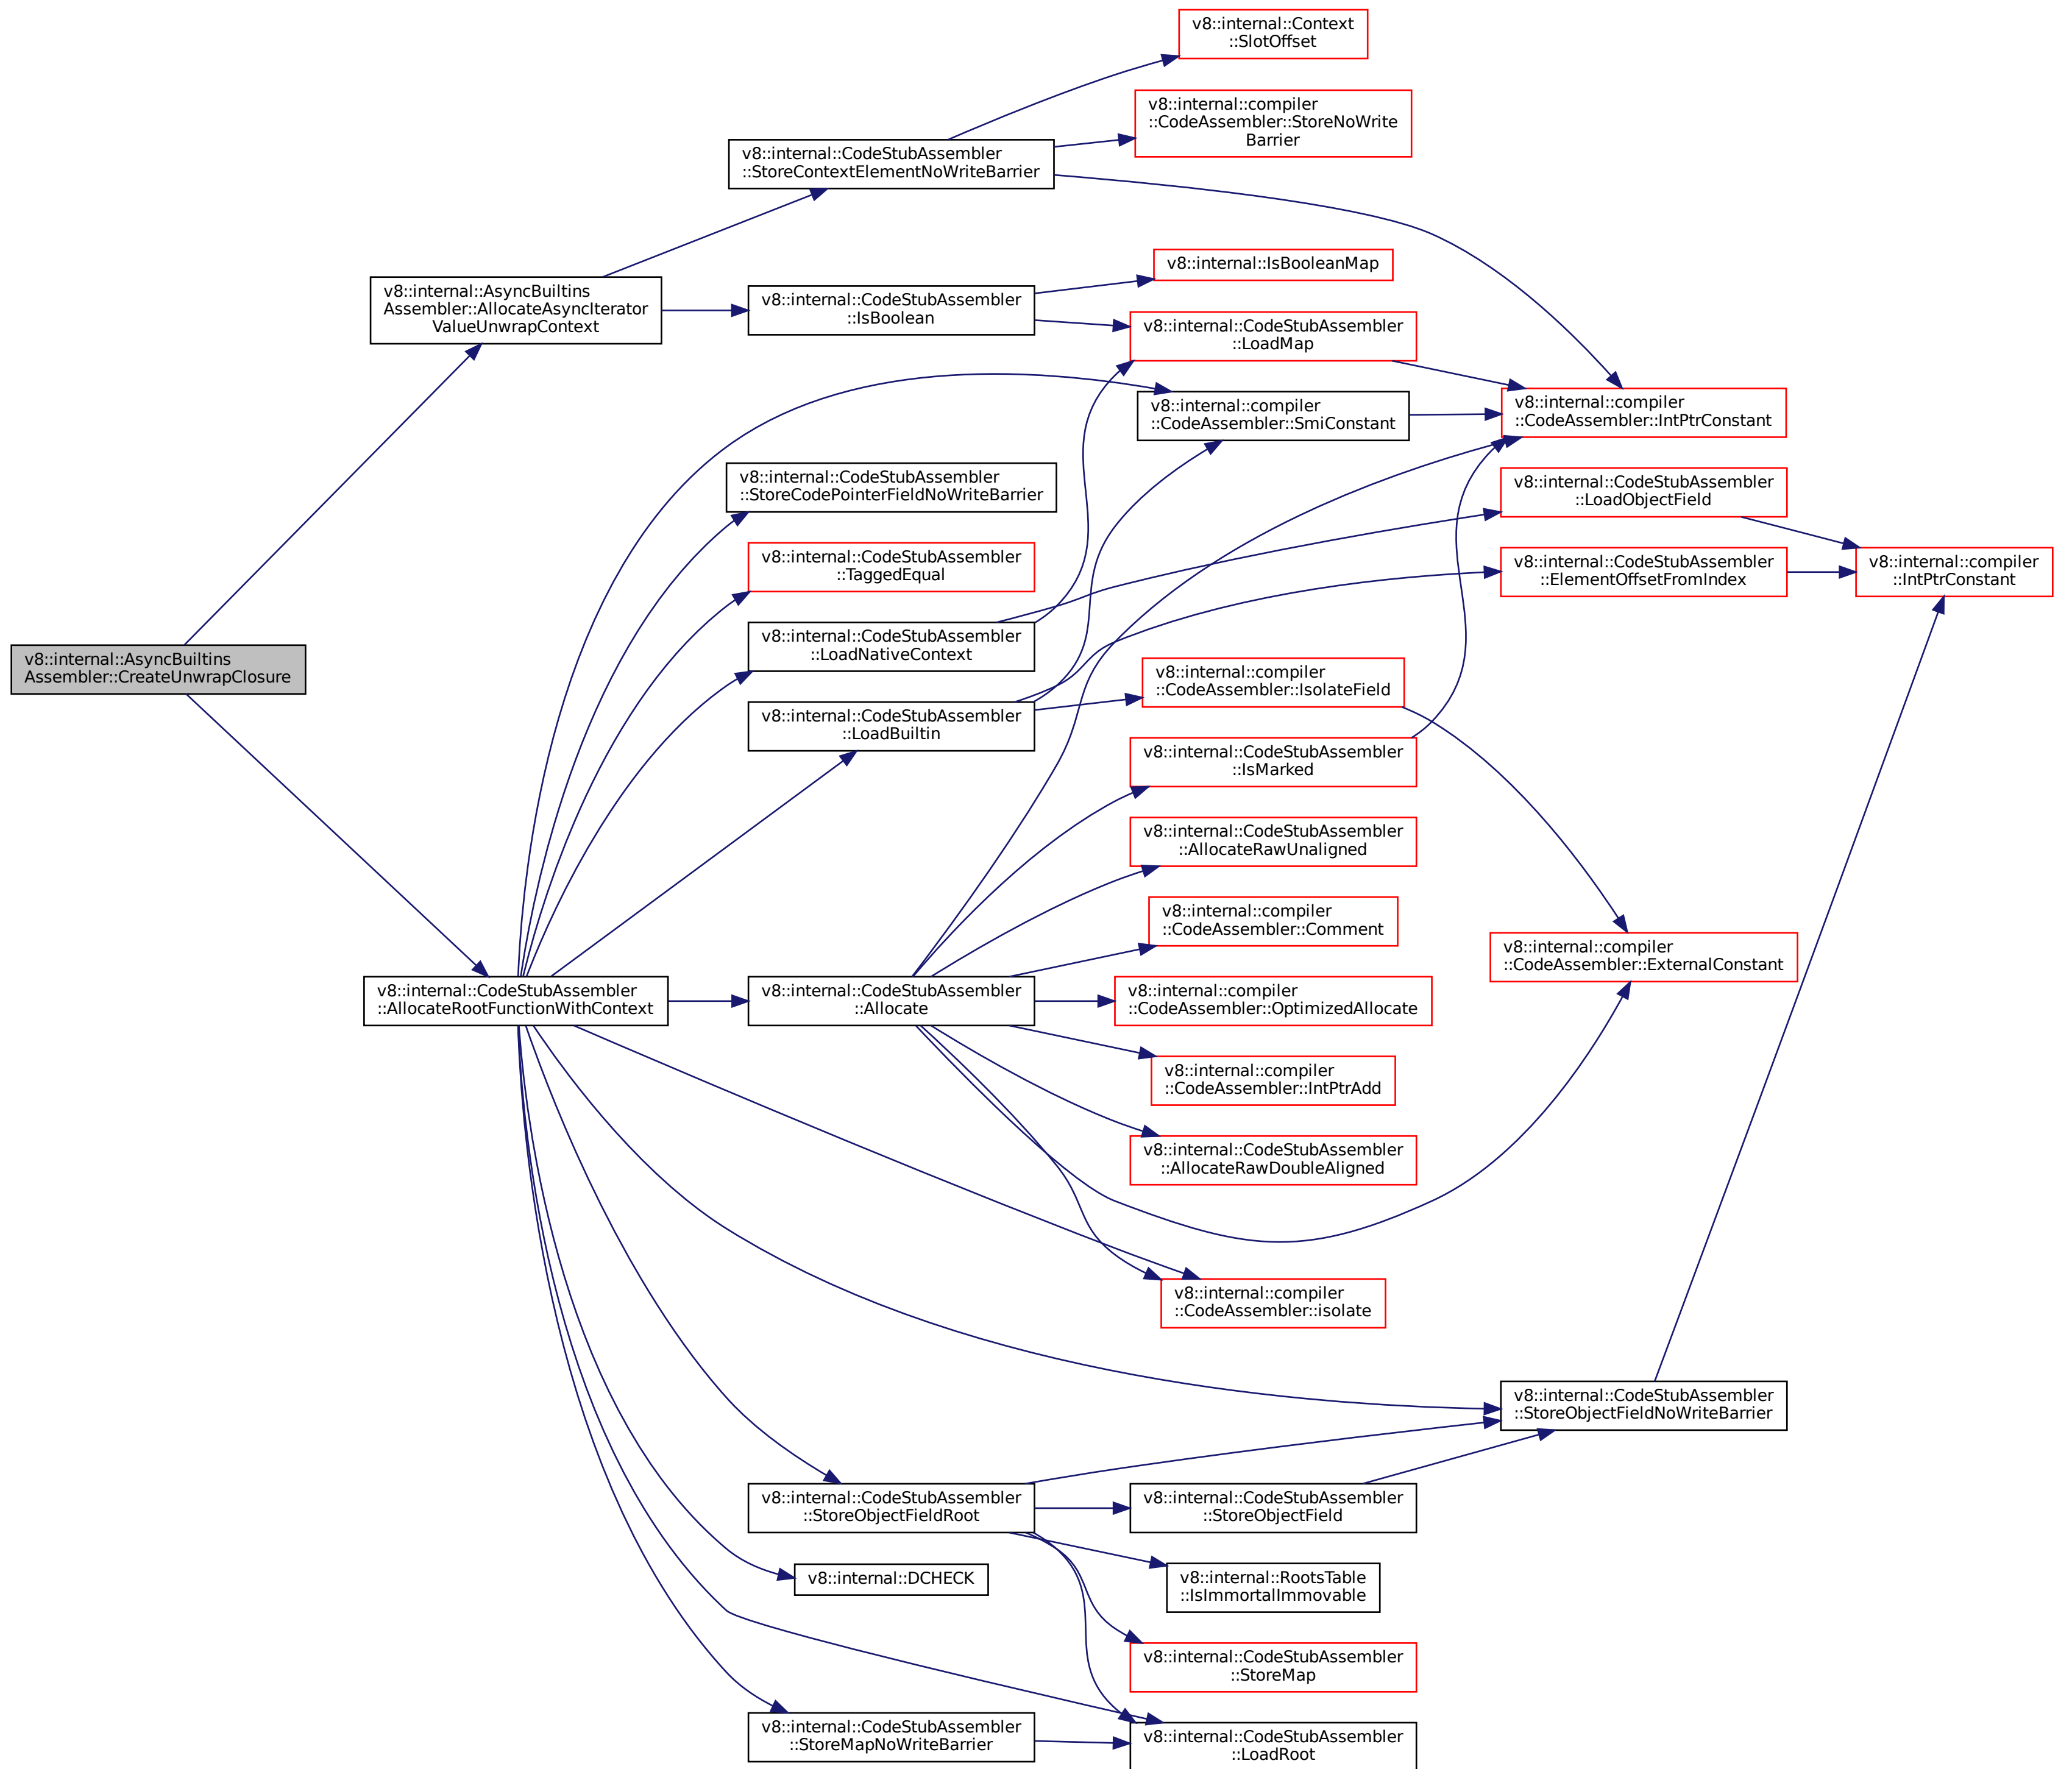 v8::internal::Context
::SlotOffset
v8::internal::compiler
::CodeAssembler::StoreNoWrite
Barrier
v8::internal::CodeStubAssembler
::StoreContextElementNoWriteBarrier
v8::internal::IsBooleanMap
v8::internal::AsyncBuiltins
Assembler::AllocateAsyncIterator
ValueUnwrapContext
v8::internal::CodeStubAssembler
::IsBoolean
v8::internal::CodeStubAssembler
::LoadMap
v8::internal::compiler
::CodeAssembler::SmiConstant
v8::internal::compiler
::CodeAssembler::IntPtrConstant
v8::internal::CodeStubAssembler
::StoreCodePointerFieldNoWriteBarrier
v8::internal::CodeStubAssembler
::LoadObjectField
v8::internal::CodeStubAssembler
::TaggedEqual
v8::internal::CodeStubAssembler
::ElementOffsetFromIndex
v8::internal::compiler
::IntPtrConstant
v8::internal::AsyncBuiltins
Assembler::CreateUnwrapClosure
v8::internal::CodeStubAssembler
::LoadNativeContext
v8::internal::compiler
::CodeAssembler::IsolateField
v8::internal::CodeStubAssembler
::LoadBuiltin
v8::internal::CodeStubAssembler
::IsMarked
v8::internal::CodeStubAssembler
::AllocateRawUnaligned
v8::internal::compiler
::CodeAssembler::Comment
v8::internal::compiler
::CodeAssembler::ExternalConstant
v8::internal::CodeStubAssembler
::AllocateRootFunctionWithContext
v8::internal::CodeStubAssembler
::Allocate
v8::internal::compiler
::CodeAssembler::OptimizedAllocate
v8::internal::compiler
::CodeAssembler::IntPtrAdd
v8::internal::CodeStubAssembler
::AllocateRawDoubleAligned
v8::internal::compiler
::CodeAssembler::isolate
v8::internal::CodeStubAssembler
::StoreObjectFieldNoWriteBarrier
v8::internal::CodeStubAssembler
::StoreObjectFieldRoot
v8::internal::CodeStubAssembler
::StoreObjectField
v8::internal::DCHECK
v8::internal::RootsTable
::IsImmortalImmovable
v8::internal::CodeStubAssembler
::StoreMap
v8::internal::CodeStubAssembler
::StoreMapNoWriteBarrier
v8::internal::CodeStubAssembler
::LoadRoot